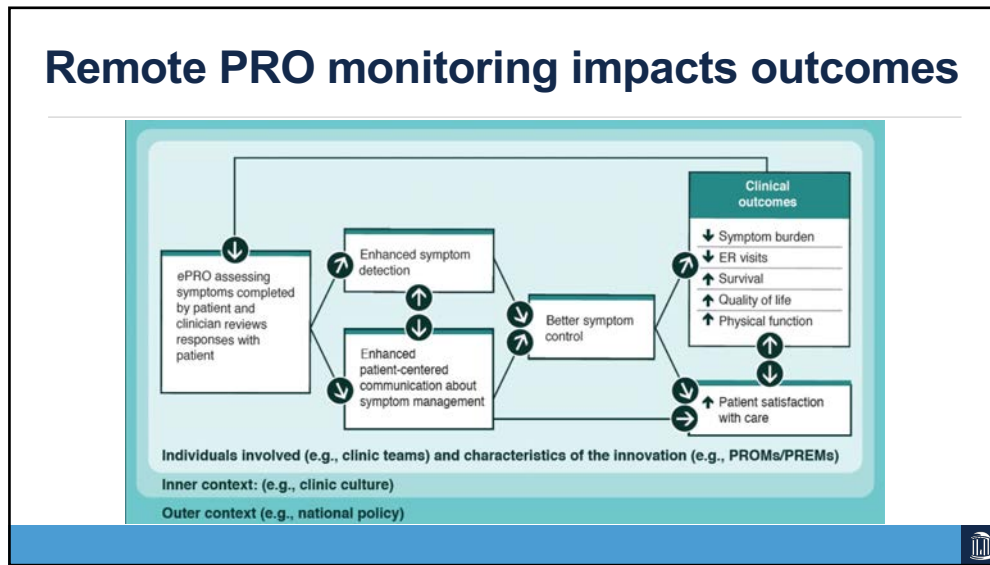 Remote PRO monitoring impacts outcomes
ePRO assessing
symptoms completed
by patient and
clinician reviews
responses with
patient
Enhanced symptom
detection
Enhanced
patient-centered
communication about
symptom management
Better symptom
control
Clinical
outcomes
Symptom burden
ER visits
Survival
Quality of life
Physical function
Patient satisfaction
with care
Individuals involved (e.g., clinic teams) and characteristics of the innovation (e.g., PROMs/PREMs)
Inner context: (e.g., clinic culture)
Outer context (e.g., national policy)